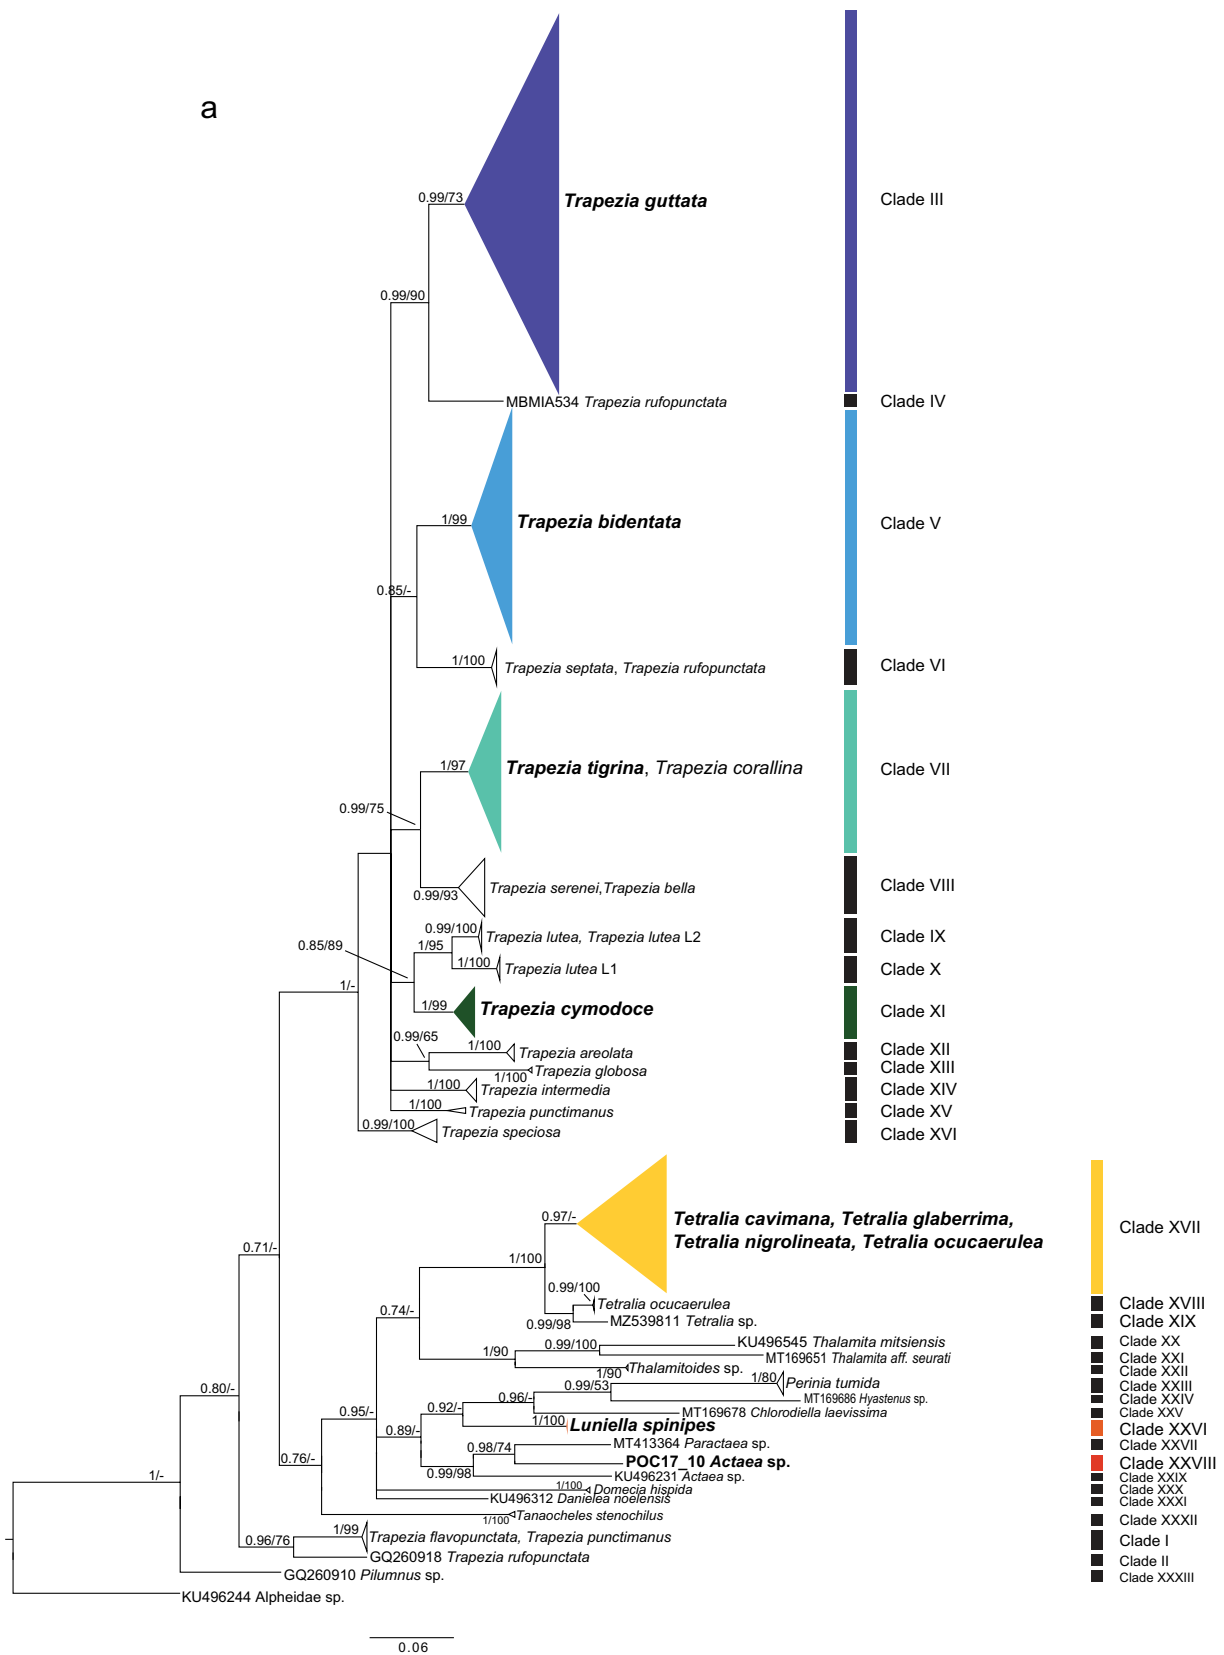 a
0.99/73
Trapezia guttata
Clade III
0.99/90
MBMIA534 Trapezia rufopunctata
Clade IV
1/99
Trapezia bidentata
Clade V
0.85/-
1/100
Trapezia septata, Trapezia rufopunctata
Clade VI
1/97
Trapezia tigrina, Trapezia corallina
Clade VII
0.99/75
0.99/93
Trapezia serenei,Trapezia bella
Clade VIII
0.99/100
Trapezia lutea, Trapezia lutea L2
Clade IX
0.85/89
1/95
1/100
Trapezia lutea L1
Clade X
1/-
1/99
Trapezia cymodoce
Clade XI
0.99/65
1/100
Trapezia areolata
Clade XII
1/100
Trapezia globosa
Clade XIII
1/100
Trapezia intermedia
Clade XIV
1/100
Trapezia punctimanus
Clade XV
0.99/100
Trapezia speciosa
Clade XVI
0.97/-
Tetralia cavimana, Tetralia glaberrima,
Tetralia nigrolineata, Tetralia ocucaerulea
Clade XVII
0.71/-
1/100
0.99/100
Tetralia ocucaerulea
Clade XVIII
0.74/-
0.99/98
MZ539811 Tetralia sp.
Clade XIX
0.99/100
KU496545 Thalamita mitsiensis
Clade XX
1/90
MT169651 Thalamita aff. seurati
Clade XXI
Thalamitoides sp.
Clade XXII
1/90
1/80
Perinia tumida
Clade XXIII
0.80/-
0.99/53
0.96/-
MT169686 Hyastenus sp.
Clade XXIV
0.95/-
0.92/-
MT169678 Chlorodiella laevissima
Clade XXV
0.89/-
1/100
Luniella spinipes
Clade XXVI
0.98/74
MT413364 Paractaea sp.
Clade XXVII
0.76/-
POC17_10 Actaea sp.
Clade XXVIII
0.99/98
KU496231 Actaea sp.
Clade XXIX
1/-
1/100
Domecia hispida
Clade XXX
KU496312 Danielea noelensis
Clade XXXI
1/100
Tanaocheles stenochilus
Clade XXXII
0.96/76
1/99
Trapezia flavopunctata, Trapezia punctimanus
Clade I
GQ260918 Trapezia rufopunctata
Clade II
GQ260910 Pilumnus sp.
Clade XXXIII
KU496244 Alpheidae sp.
0.06